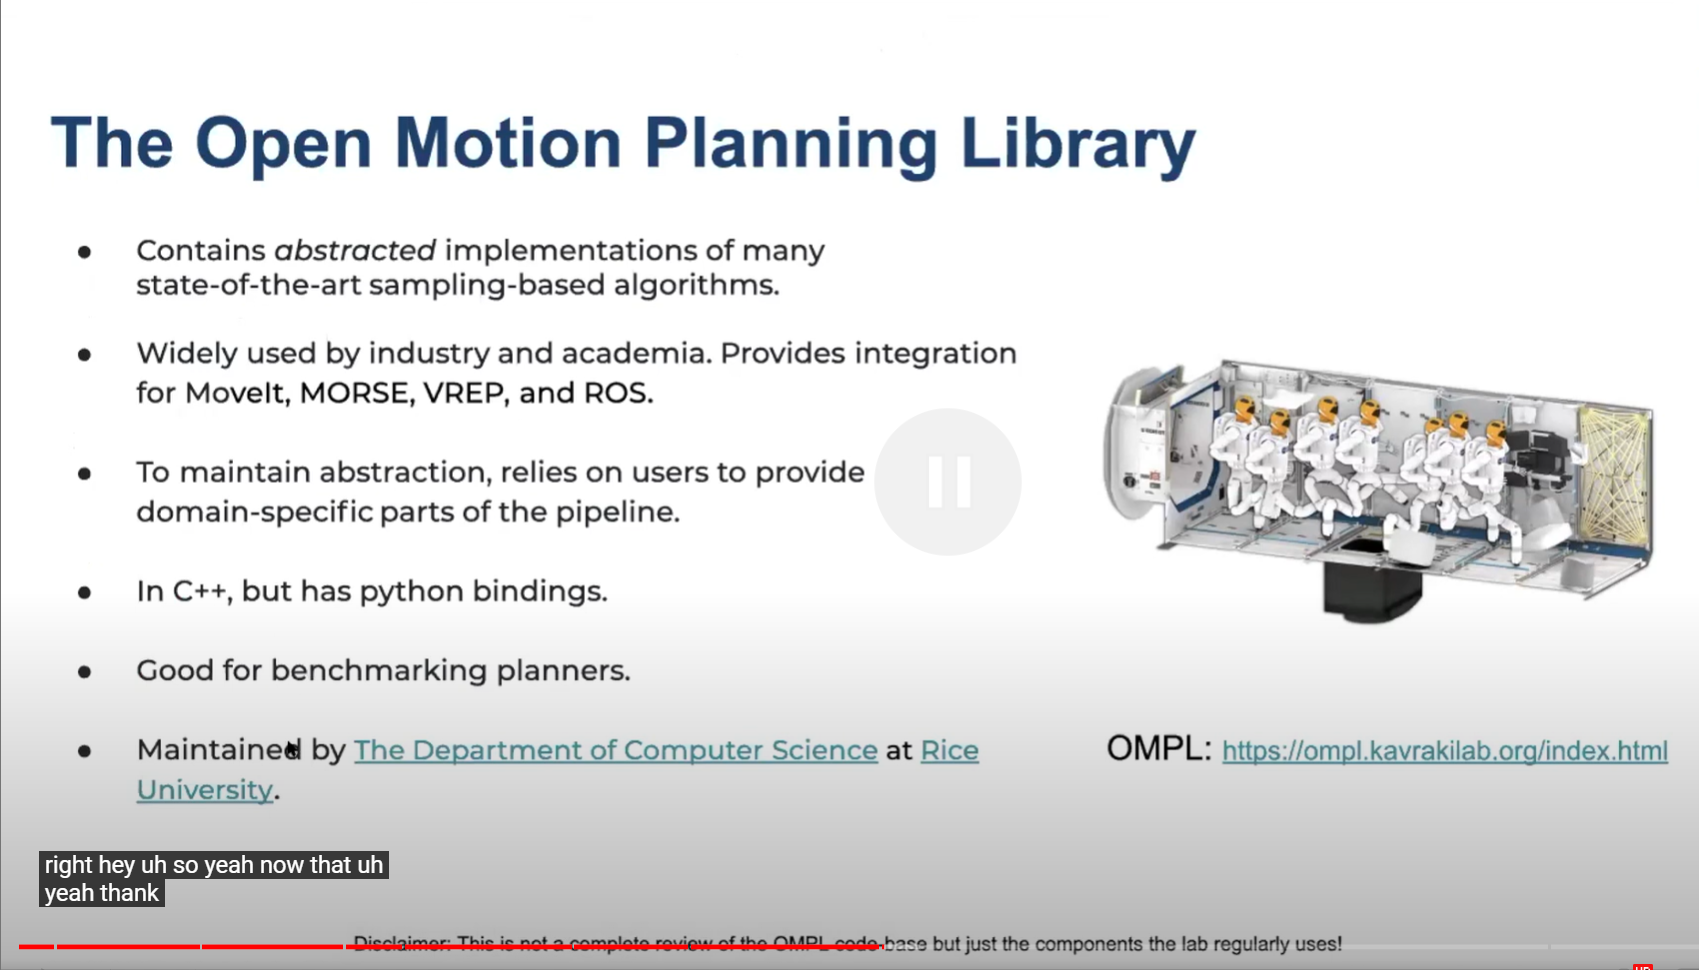 The Open Motion Planning Library
● Contains abstracted implementations of many
state-of-the-art sampling-based algorithms.
● Widely used by industry and academia. Provides integration
for MoveIt, MORSE, VREP, and ROS.
● To maintain abstraction, relies on users to provide
domain-specific parts of the pipeline.
● In C++, but has python bindings.
● Good for benchmarking planners.
● Maintained by The Department of Computer Science at Rice
University.
OMPL: https://ompl.kavrakilab.org/index.html
right hey uh so yeah now that uh
yeah thank
Disclaimer: This is not a complete review of the OMPL code-base but just the components the lab regularly uses!